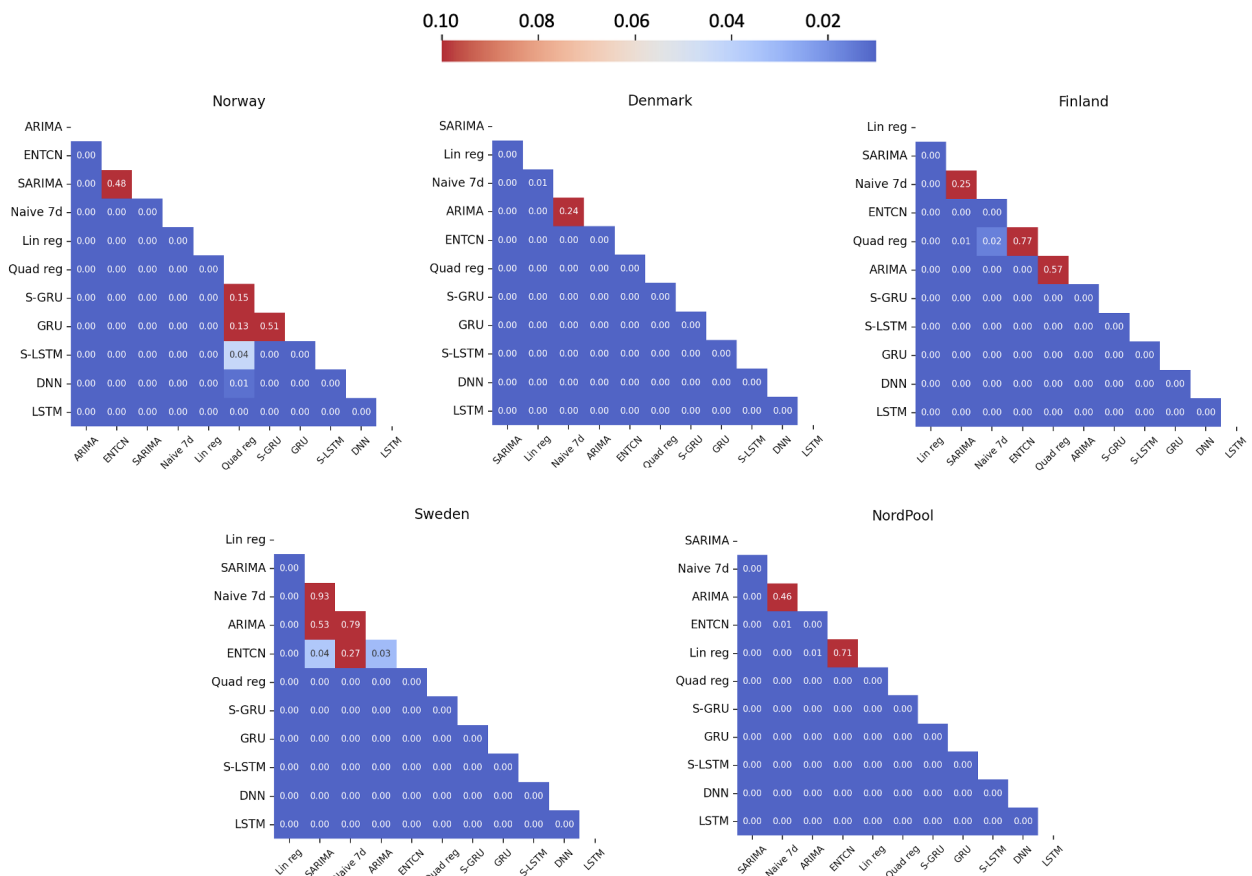 0.10 0.08 0.06 0.04 0.02
Norway
ARIMA
ENTCN 0.00
SARIMA 0.00 0.48
Naive 7d 0.00 0.00 0.00
Lin reg 0.00 0.00 0.00 0.00
Quad reg 0.00 0.00 0.00 0.00 0.00
S-GRU 0.00 0.00 0.00 0.00 0.00 0.15
GRU 0.00 0.00 0.00 0.00 0.00 0.13 0.51
S-LSTM 0.00 0.00 0.00 0.00 0.00 0.04 0.00 0.00
DNN 0.00 0.00 0.00 0.00 0.00 0.01 0.00 0.00 0.00
LSTM 0.00 0.00 0.00 0.00 0.00 0.00 0.00 0.00 0.00 0.00
ARIMA ENTCN SARIMA Naive 7d Lin reg Quad reg S-GRU GRU S-LSTM DNN LSTM
Denmark
SARIMA
Lin reg 0.00
Naive 7d 0.00 0.01
ARIMA 0.00 0.00 0.24
ENTCN 0.00 0.00 0.00 0.00
Quad reg 0.00 0.00 0.00 0.00 0.00
S-GRU 0.00 0.00 0.00 0.00 0.00 0.00
GRU 0.00 0.00 0.00 0.00 0.00 0.00 0.00
S-LSTM 0.00 0.00 0.00 0.00 0.00 0.00 0.00 0.00
DNN 0.00 0.00 0.00 0.00 0.00 0.00 0.00 0.00 0.00
LSTM 0.00 0.00 0.00 0.00 0.00 0.00 0.00 0.00 0.00 0.00
SARIMA Lin reg Naive 7d ARIMA ENTCN Quad reg S-GRU GRU S-LSTM DNN LSTM
Finland
Lin reg
SARIMA 0.00
Naive 7d 0.00 0.25
ENTCN 0.00 0.00 0.00
Quad reg 0.00 0.01 0.02 0.77
ARIMA 0.00 0.00 0.00 0.00 0.57
S-GRU 0.00 0.00 0.00 0.00 0.00 0.00
S-LSTM 0.00 0.00 0.00 0.00 0.00 0.00 0.00
GRU 0.00 0.00 0.00 0.00 0.00 0.00 0.00 0.00
DNN 0.00 0.00 0.00 0.00 0.00 0.00 0.00 0.00 0.00
LSTM 0.00 0.00 0.00 0.00 0.00 0.00 0.00 0.00 0.00 0.00
Lin reg SARIMA Naive 7d ENTCN Quad reg ARIMA S-GRU S-LSTM GRU DNN LSTM
Sweden
Lin reg
SARIMA 0.00
Naive 7d 0.00 0.93
ARIMA 0.00 0.53 0.79
ENTCN 0.00 0.04 0.27 0.03
Quad reg 0.00 0.00 0.00 0.00 0.00
S-GRU 0.00 0.00 0.00 0.00 0.00 0.00
GRU 0.00 0.00 0.00 0.00 0.00 0.00 0.00
S-LSTM 0.00 0.00 0.00 0.00 0.00 0.00 0.00 0.00
DNN 0.00 0.00 0.00 0.00 0.00 0.00 0.00 0.00 0.00
LSTM 0.00 0.00 0.00 0.00 0.00 0.00 0.00 0.00 0.00 0.00
Lin reg SARIMA Naive 7d ARIMA ENTCN Quad reg S-GRU GRU S-LSTM DNN LSTM
NordPool
SARIMA
Naive 7d 0.00
ARIMA 0.00 0.46
ENTCN 0.00 0.01 0.00
Lin reg 0.00 0.00 0.01 0.71
Quad reg 0.00 0.00 0.00 0.00 0.00
S-GRU 0.00 0.00 0.00 0.00 0.00 0.00
GRU 0.00 0.00 0.00 0.00 0.00 0.00 0.00
S-LSTM 0.00 0.00 0.00 0.00 0.00 0.00 0.00 0.00
DNN 0.00 0.00 0.00 0.00 0.00 0.00 0.00 0.00 0.00
LSTM 0.00 0.00 0.00 0.00 0.00 0.00 0.00 0.00 0.00 0.00
SARIMA Naive 7d ARIMA ENTCN Lin reg Quad reg S-GRU GRU S-LSTM DNN LSTM